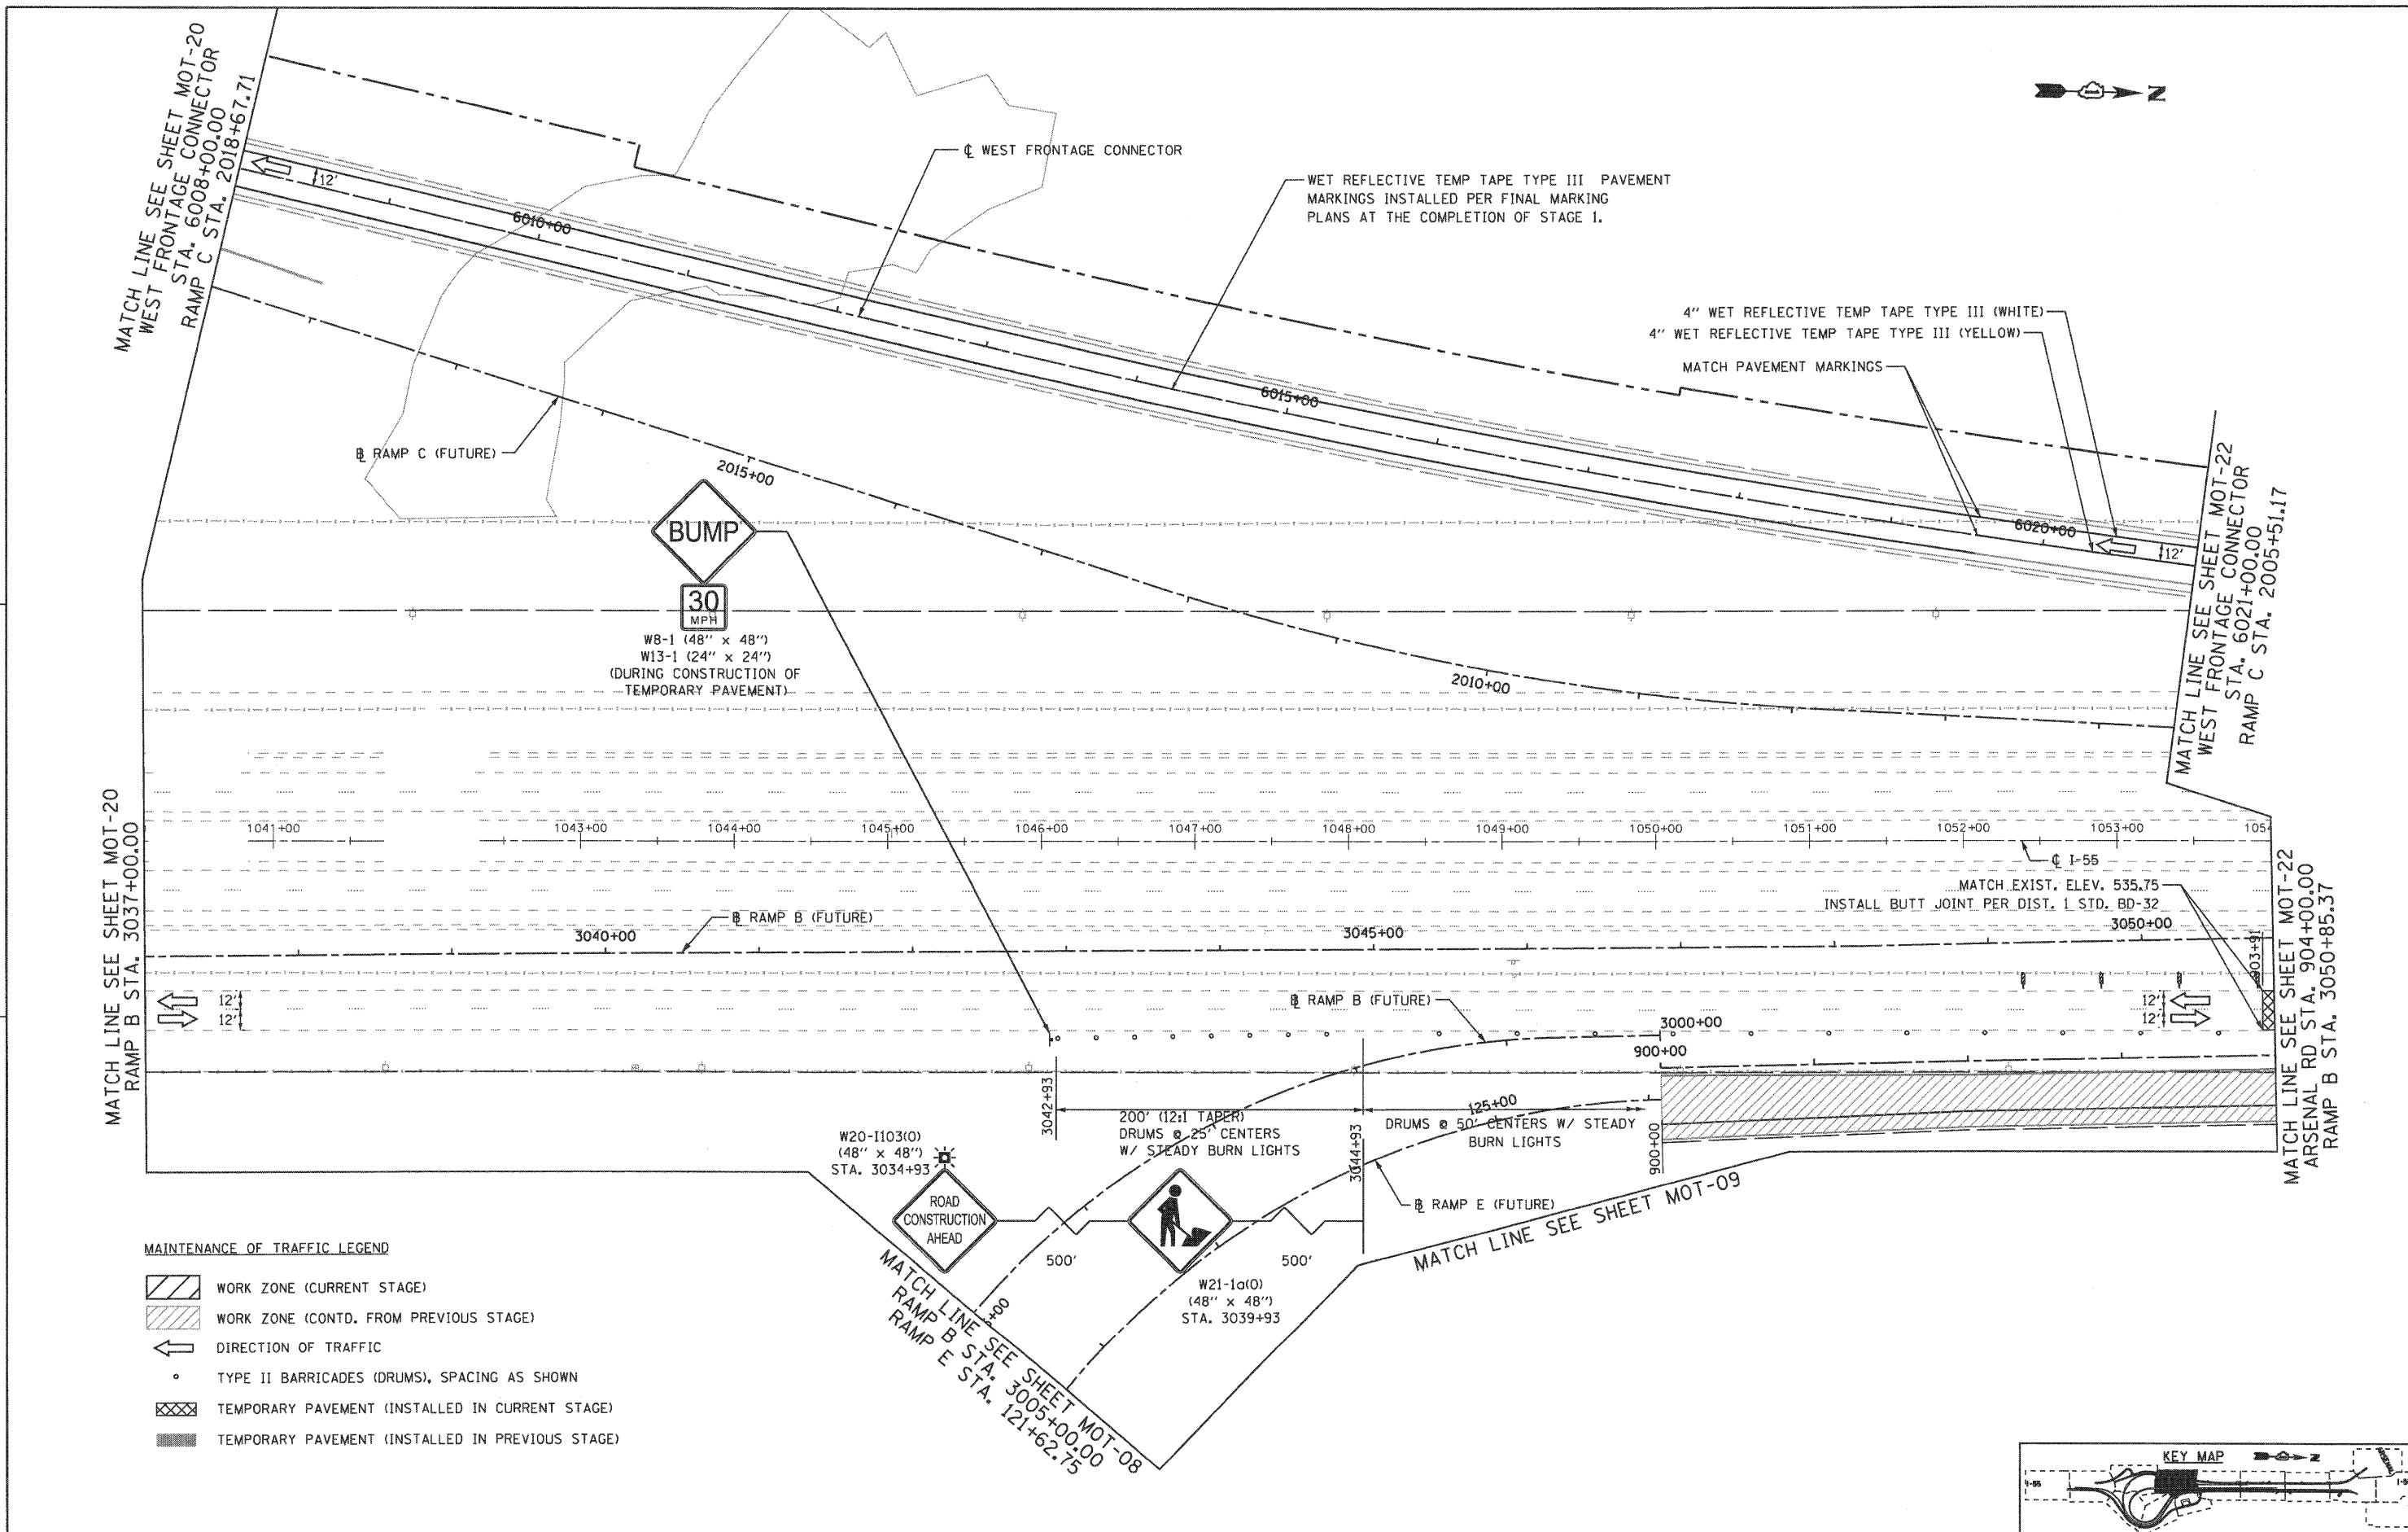 MATCH LINE SEE SHEET MOT-20
WEST FRONTAGE CONNECTOR
STA. 6008+00.00
RAMP C STA. 2018+67.71
N
℄ WEST FRONTAGE CONNECTOR
WET REFLECTIVE TEMP TAPE TYPE III PAVEMENT
MARKINGS INSTALLED PER FINAL MARKING
PLANS AT THE COMPLETION OF STAGE 1.
12'
6010+00
4'' WET REFLECTIVE TEMP TAPE TYPE III (WHITE)
4'' WET REFLECTIVE TEMP TAPE TYPE III (YELLOW)
MATCH PAVEMENT MARKINGS
6015+00
6020+00
12'
MATCH LINE SEE SHEET MOT-22
WEST FRONTAGE CONNECTOR
STA. 6021+00.00
RAMP C STA. 2005+51.17
B̲L RAMP C (FUTURE)
2015+00
2010+00
BUMP
30
MPH
W8-1 (48'' x 48'')
W13-1 (24'' x 24'')
(DURING CONSTRUCTION OF
TEMPORARY PAVEMENT)
1041+00
1043+00
1044+00
1045+00
1046+00
1047+00
1048+00
1049+00
1050+00
1051+00
1052+00
1053+00
1054
℄ I-55
MATCH LINE SEE SHEET MOT-20
RAMP B STA. 3037+00.00
MATCH EXIST. ELEV. 535.75
INSTALL BUTT JOINT PER DIST. 1 STD. BD-32
BL RAMP B (FUTURE)
3040+00
3045+00
3050+00
903+91
12'
12'
BL RAMP B (FUTURE)
12'
12'
3000+00
900+00
MATCH LINE SEE SHEET MOT-22
ARSENAL RD STA. 904+00.00
RAMP B STA. 3050+85.37
3042+93
200' (12:1 TAPER)
DRUMS @ 25' CENTERS
W/ STEADY BURN LIGHTS
3044+93
125+00
DRUMS @ 50' CENTERS W/ STEADY
BURN LIGHTS
900+00
W20-I103(O)
(48'' x 48'')
STA. 3034+93
ROAD
CONSTRUCTION
AHEAD
500'
500'
W21-1a(O)
(48'' x 48'')
STA. 3039+93
BL RAMP E (FUTURE)
MATCH LINE SEE SHEET MOT-09
+00
MATCH LINE SEE SHEET MOT-08
RAMP B STA. 3005+00.00
RAMP E STA. 121+62.75
MAINTENANCE OF TRAFFIC LEGEND
WORK ZONE (CURRENT STAGE)
WORK ZONE (CONTD. FROM PREVIOUS STAGE)
DIRECTION OF TRAFFIC
TYPE II BARRICADES (DRUMS), SPACING AS SHOWN
TEMPORARY PAVEMENT (INSTALLED IN CURRENT STAGE)
TEMPORARY PAVEMENT (INSTALLED IN PREVIOUS STAGE)
KEY MAP
N
I-55